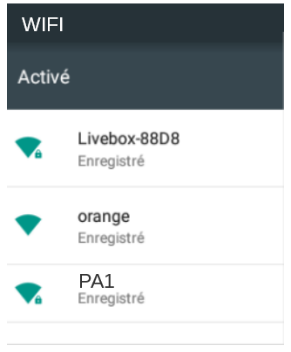 WIFI
Activé
Livebox-88D8
Enregistré
orange
Enregistré
PA1
Enregistré